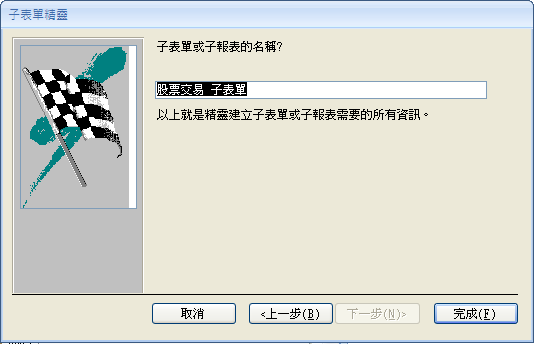 子表單精靈
子表單或子報表的名稱?
股票交易 子表單
以上就是精靈建立子表單或子報表需要的所有資訊。
取消
<上一步(B)
下一步(N)>
完成(F)